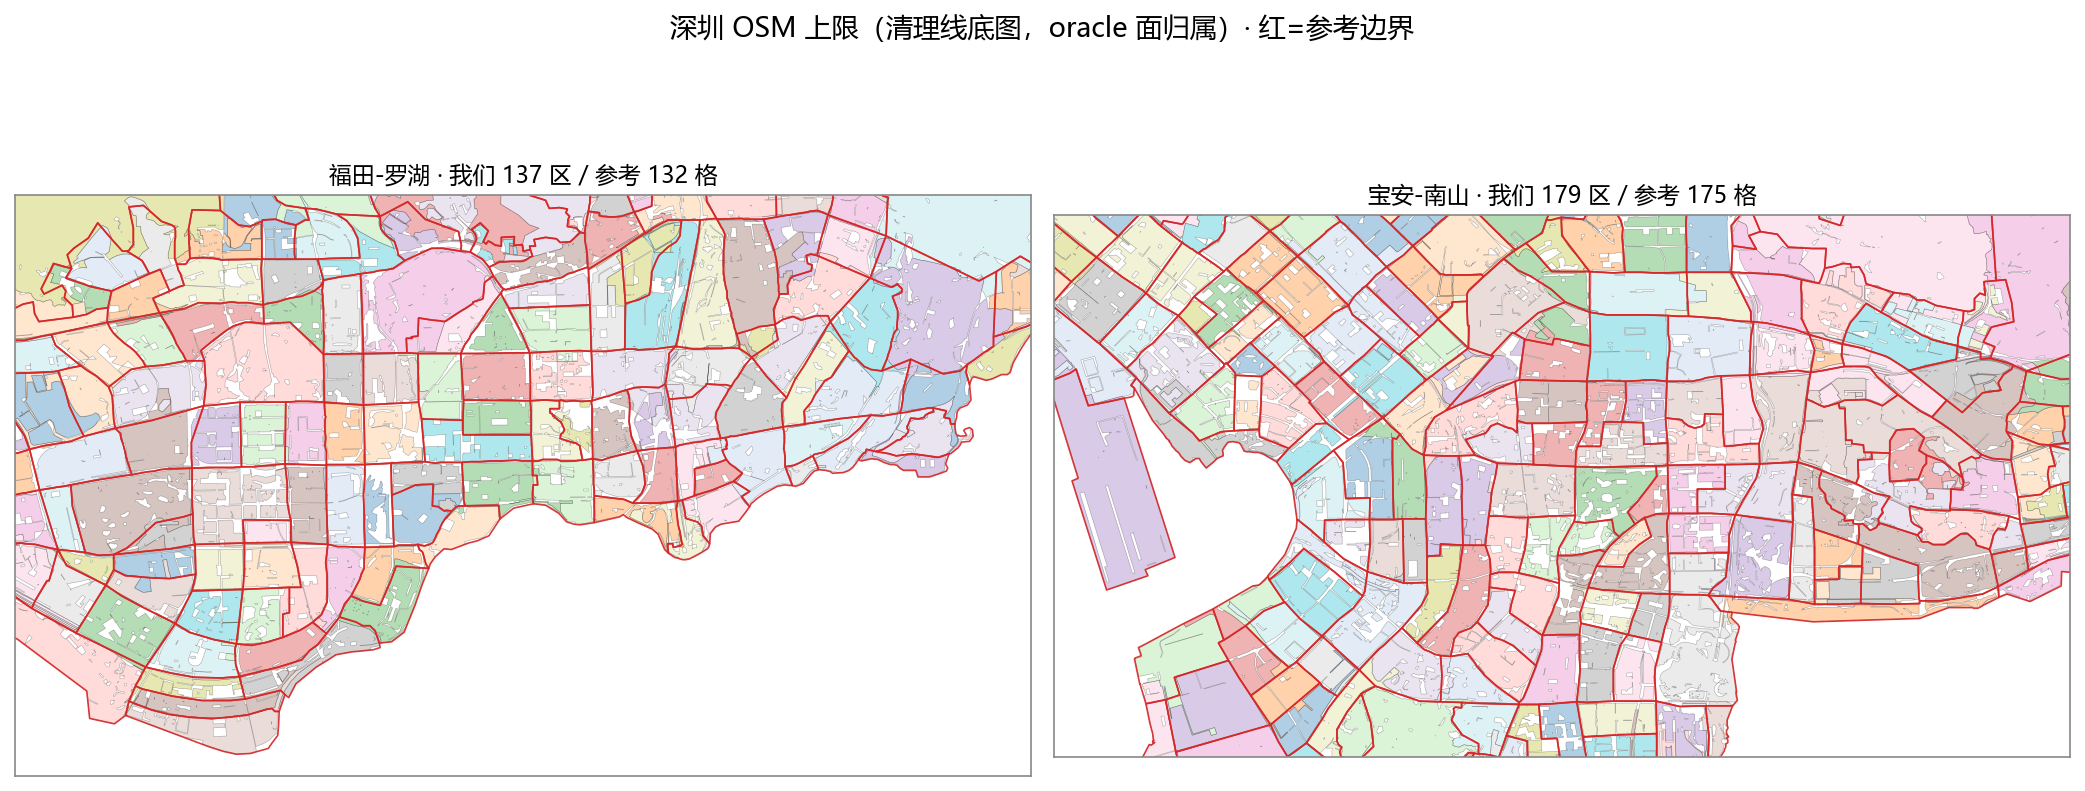 深圳 OSM 上限（清理线底图，oracle 面归属）· 红=参考边界
福田-罗湖 · 我们 137 区 / 参考 132 格
宝安-南山 · 我们 179 区 / 参考 175 格